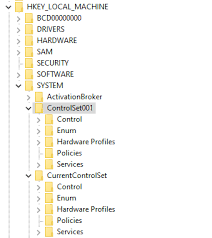 HKEY_LOCAL_MACHINE
BCD00000000
DRIVERS
HARDWARE
SAM
SECURITY
SOFTWARE
SYSTEM
ActivationBroker
ControlSet001
Control
Enum
Hardware Profiles
Policies
Services
CurrentControlSet
Control
Enum
Hardware Profiles
Policies
Services